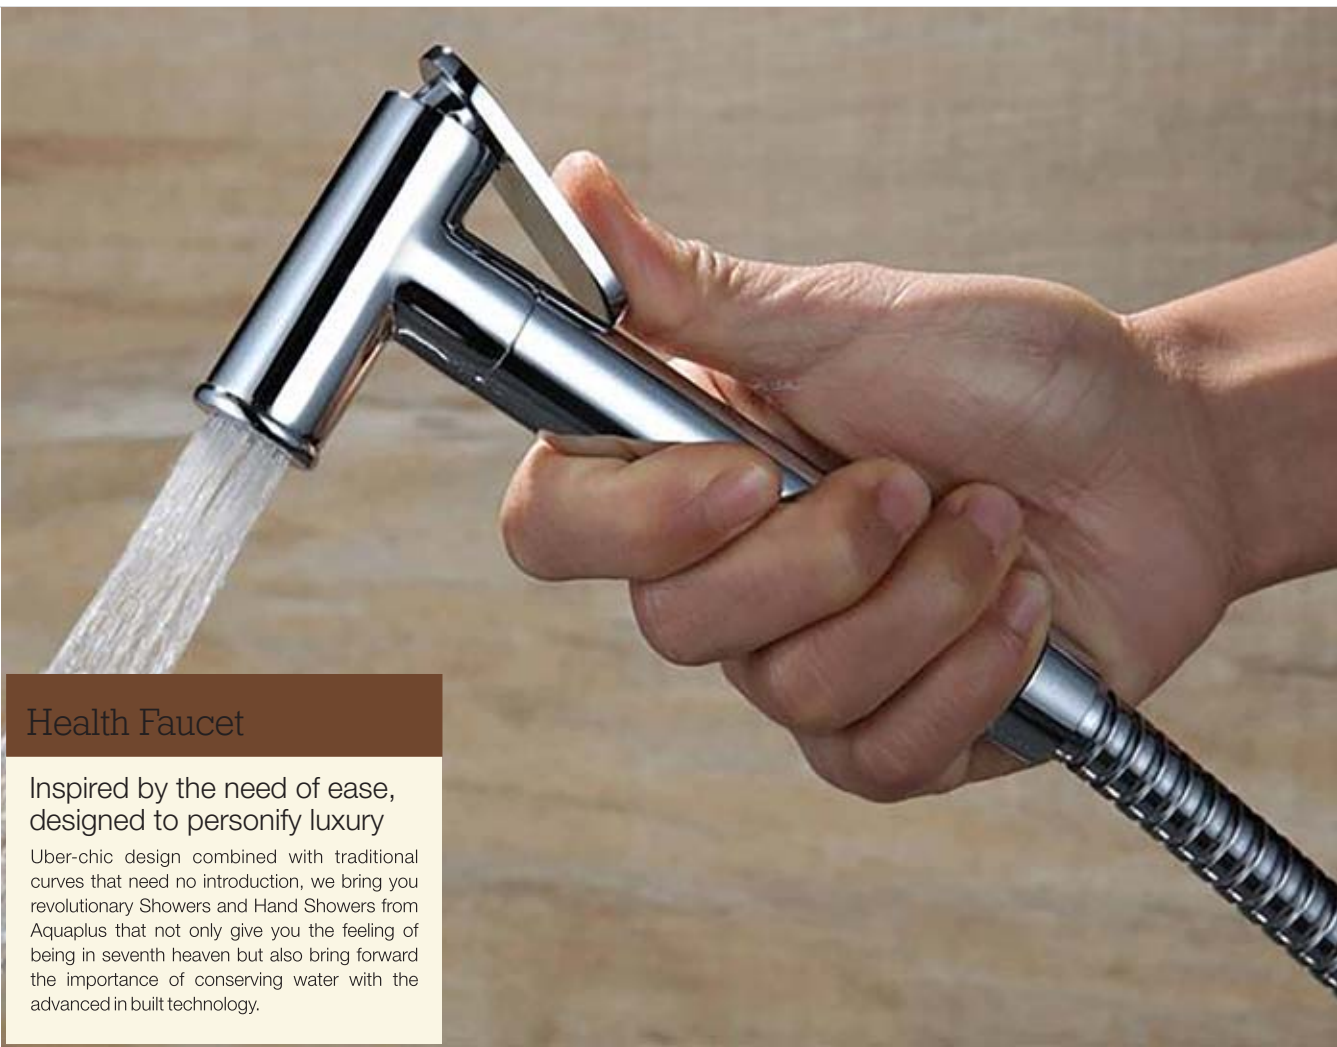 Health Faucet
Inspired by the need of ease,
designed to personify luxury
Uber-chic design combined with traditional
curves that need no introduction, we bring you
revolutionary Showers and Hand Showers from
Aquaplus that not only give you the feeling of
being in seventh heaven but also bring forward
the importance of conserving water with the
advanced in built technology.